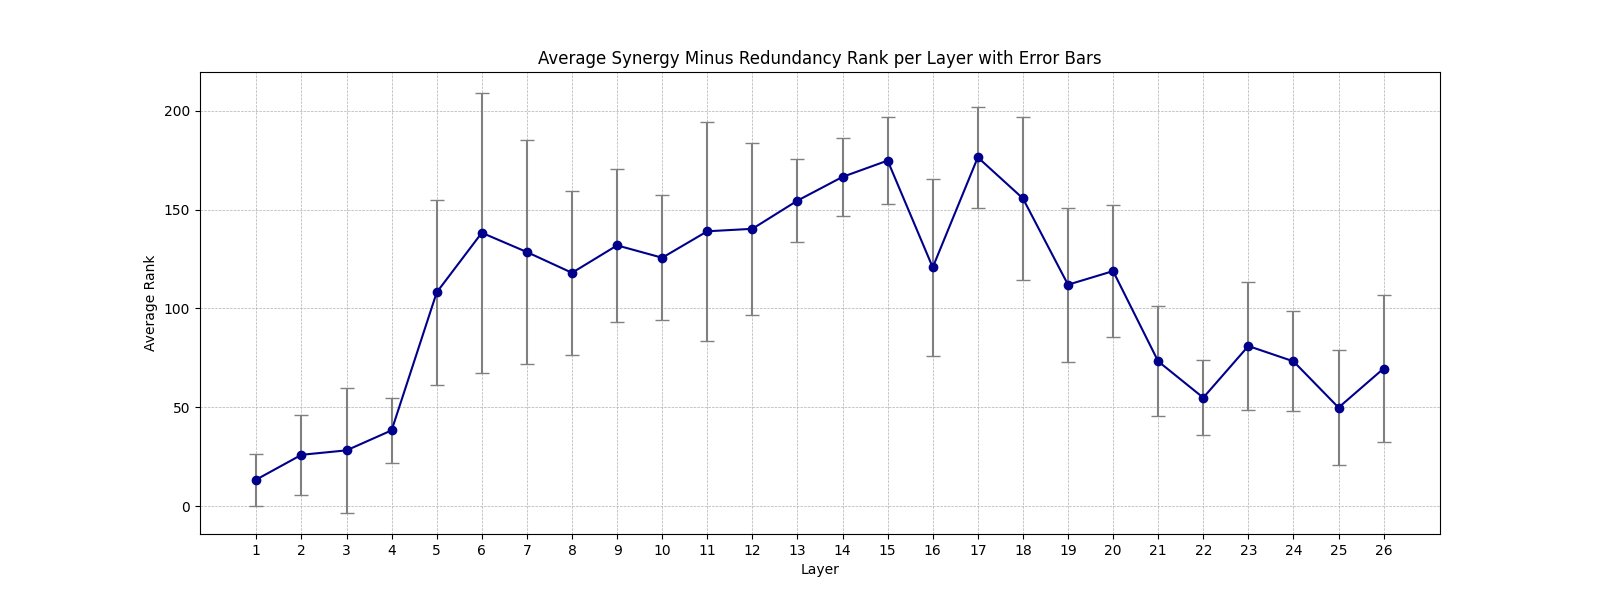 Average Synergy Minus Redundancy Rank per Layer with Error Bars
200
150
100
50
0
Average Rank
1 2 3 4 5 6 7 8 9 10 11 12 13 14 15 16 17 18 19 20 21 22 23 24 25 26
Layer